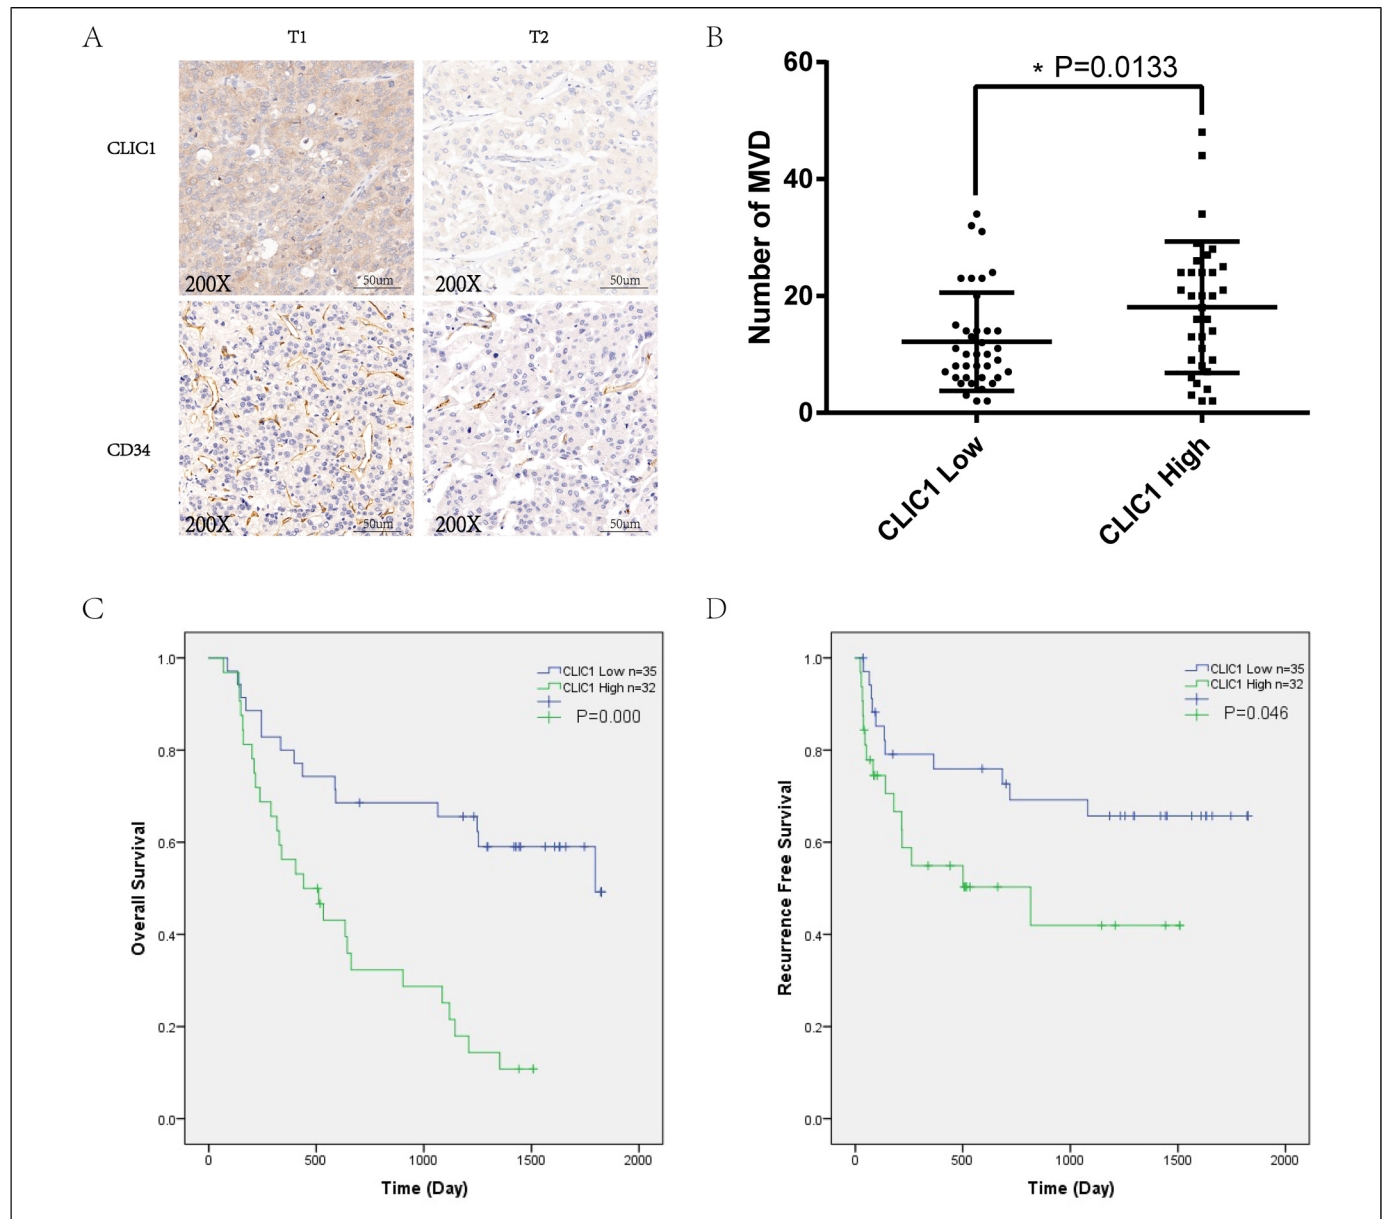 A
T1
T2
CLIC1
200X
50um
200X
50um
CD34
200X
50um
200X
50um
B
* P=0.0133
Number of MVD
60
40
20
0
CLIC1 Low
CLIC1 High
C
CLIC1 Low n=35
CLIC1 High n=32
P=0.000
Overall Survival
1.0
0.8
0.6
0.4
0.2
0.0
0 500 1000 1500 2000
Time (Day)
D
CLIC1 Low n=35
CLIC1 High n=32
P=0.046
Recurrence Free Survival
1.0
0.8
0.6
0.4
0.2
0.0
0 500 1000 1500 2000
Time (Day)